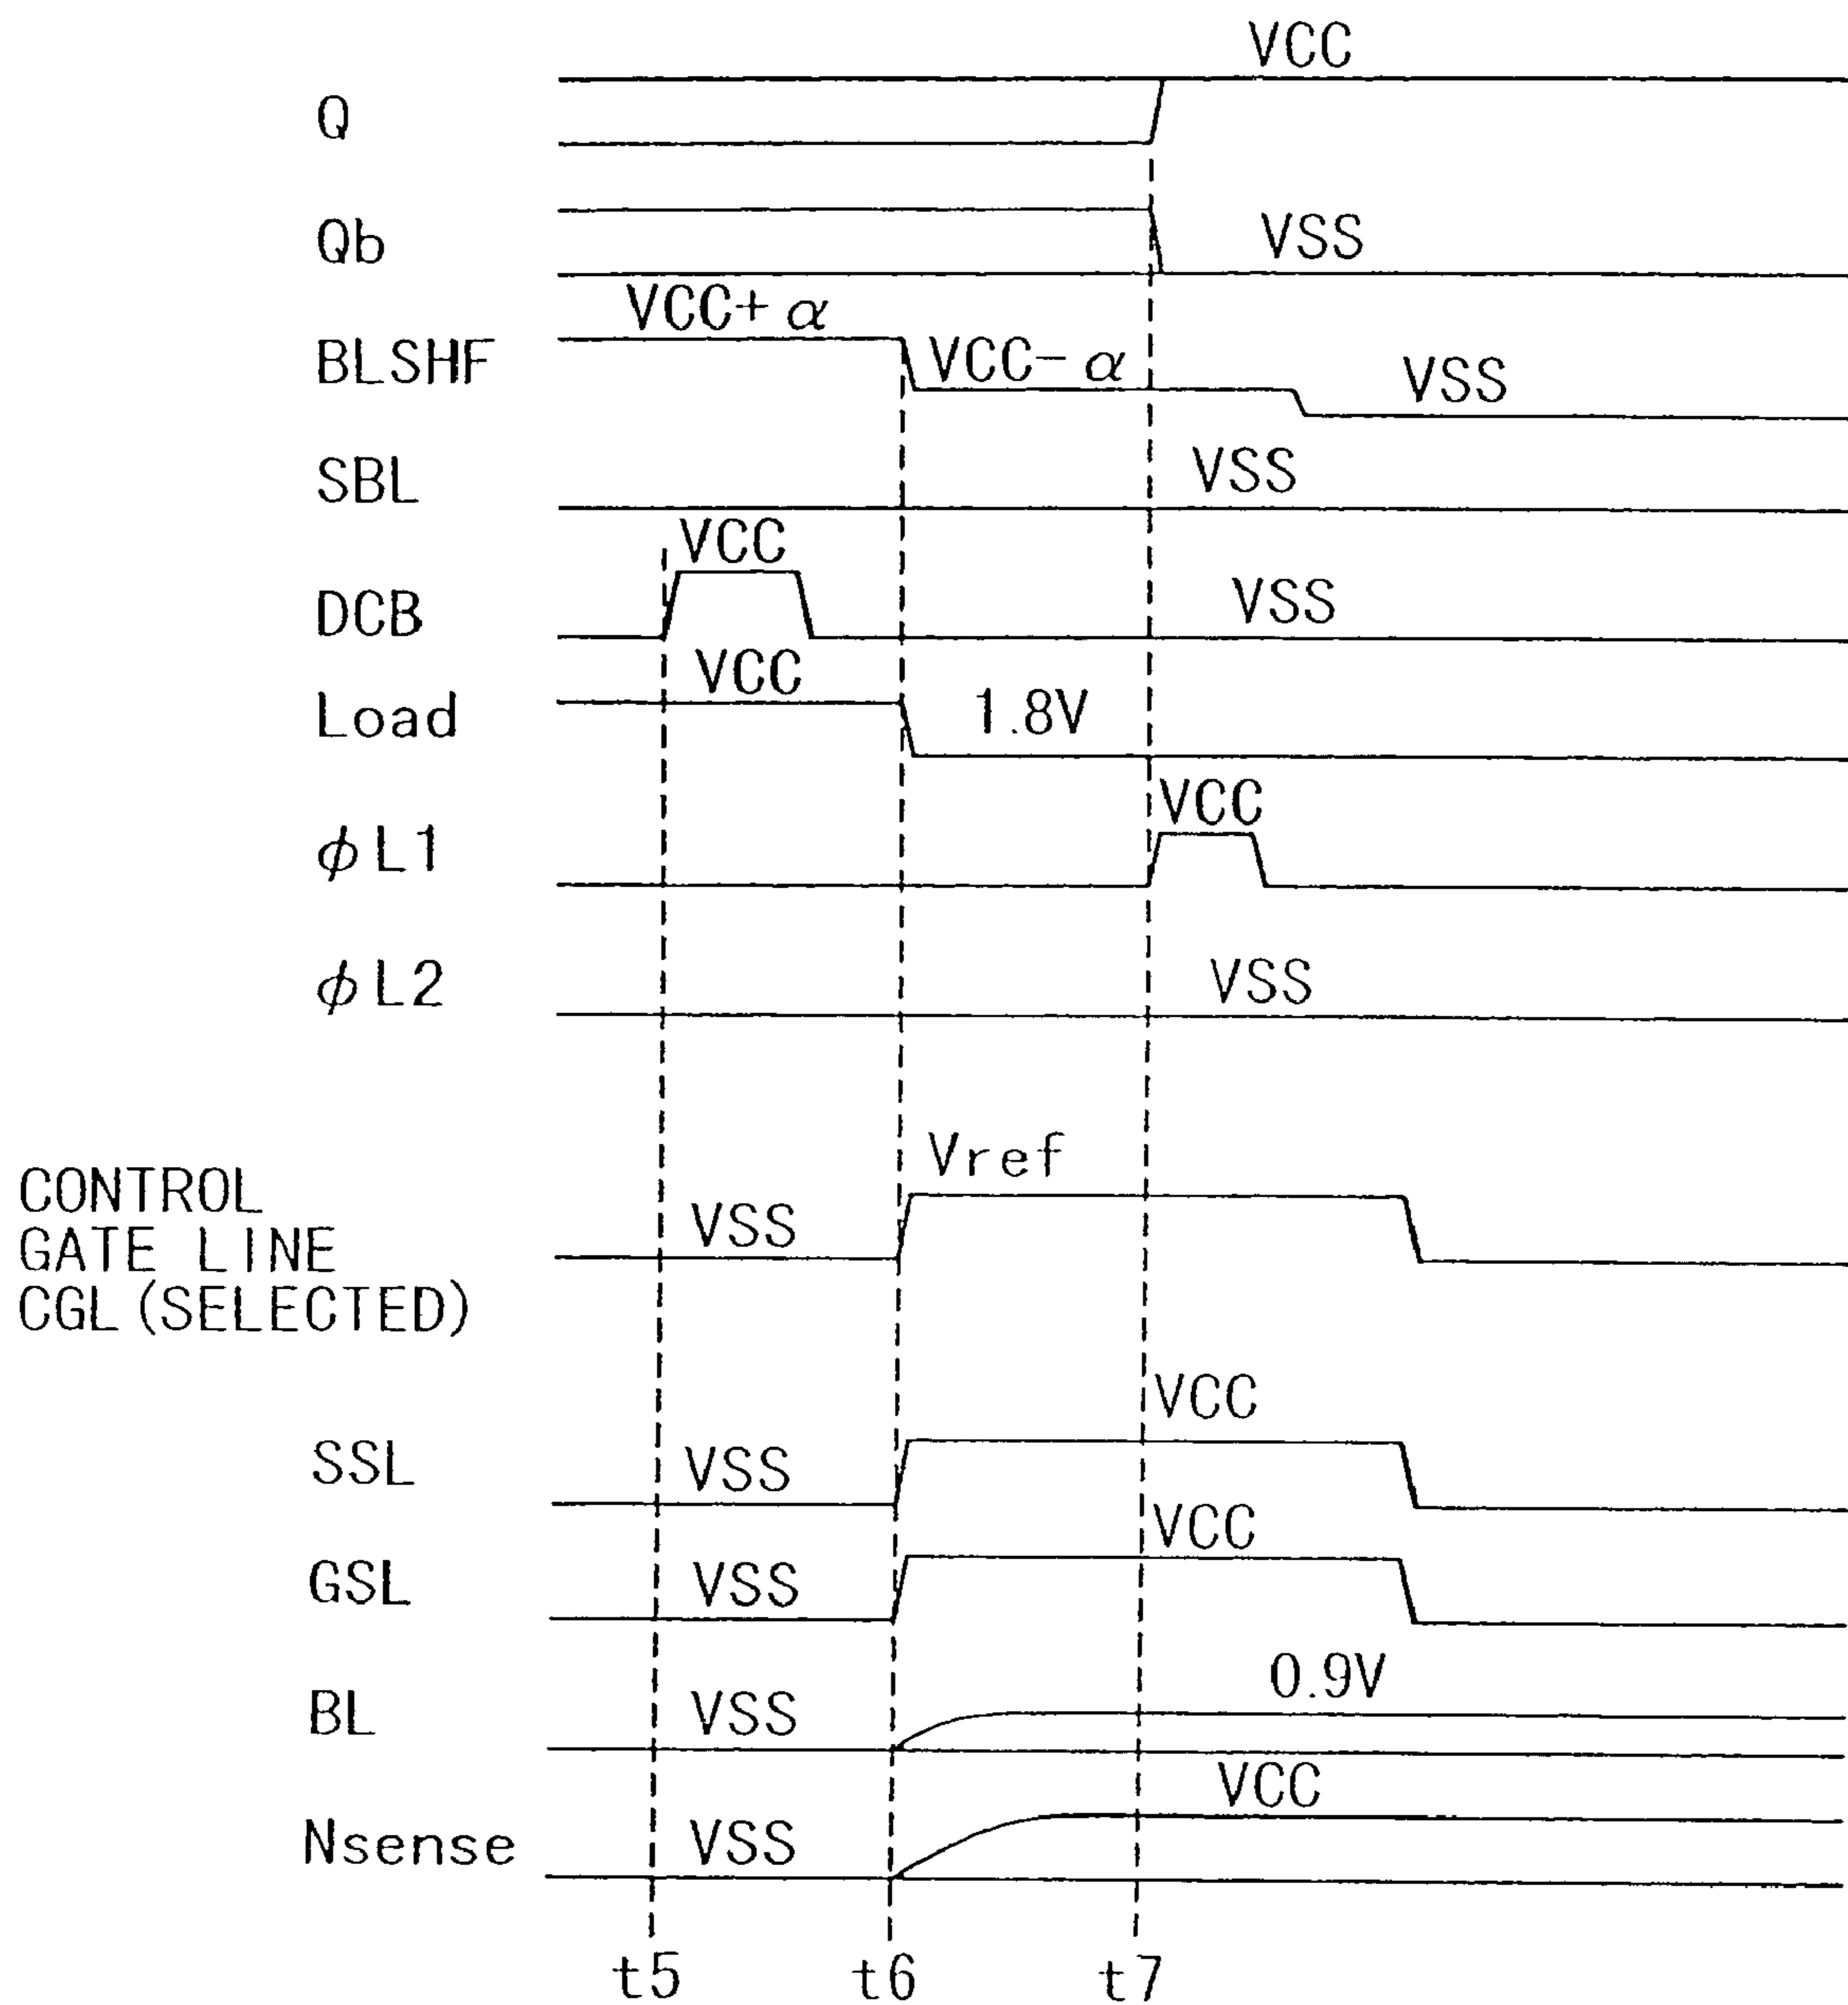 VCC
Q
Qb VSS
VCC+α
BLSHF VCC-α VSS
SBL VSS
VCC
DCB VSS
VCC
Load 1.8V
VCC
φL1
φL2 VSS
Vref
CONTROL
GATE LINE VSS
CGL(SELECTED)
VCC
SSL VSS
VCC
GSL VSS
0.9V
BL VSS
VCC
Nsense VSS
t5 t6 t7